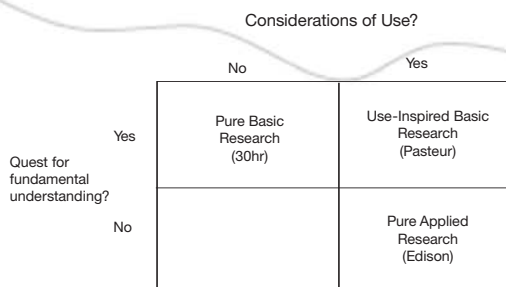 Considerations of Use?
No
Yes
Yes
Pure Basic
Research
(30hr)
Use-Inspired Basic
Research
(Pasteur)
Quest for
fundamental
understanding?
No
Pure Applied
Research
(Edison)